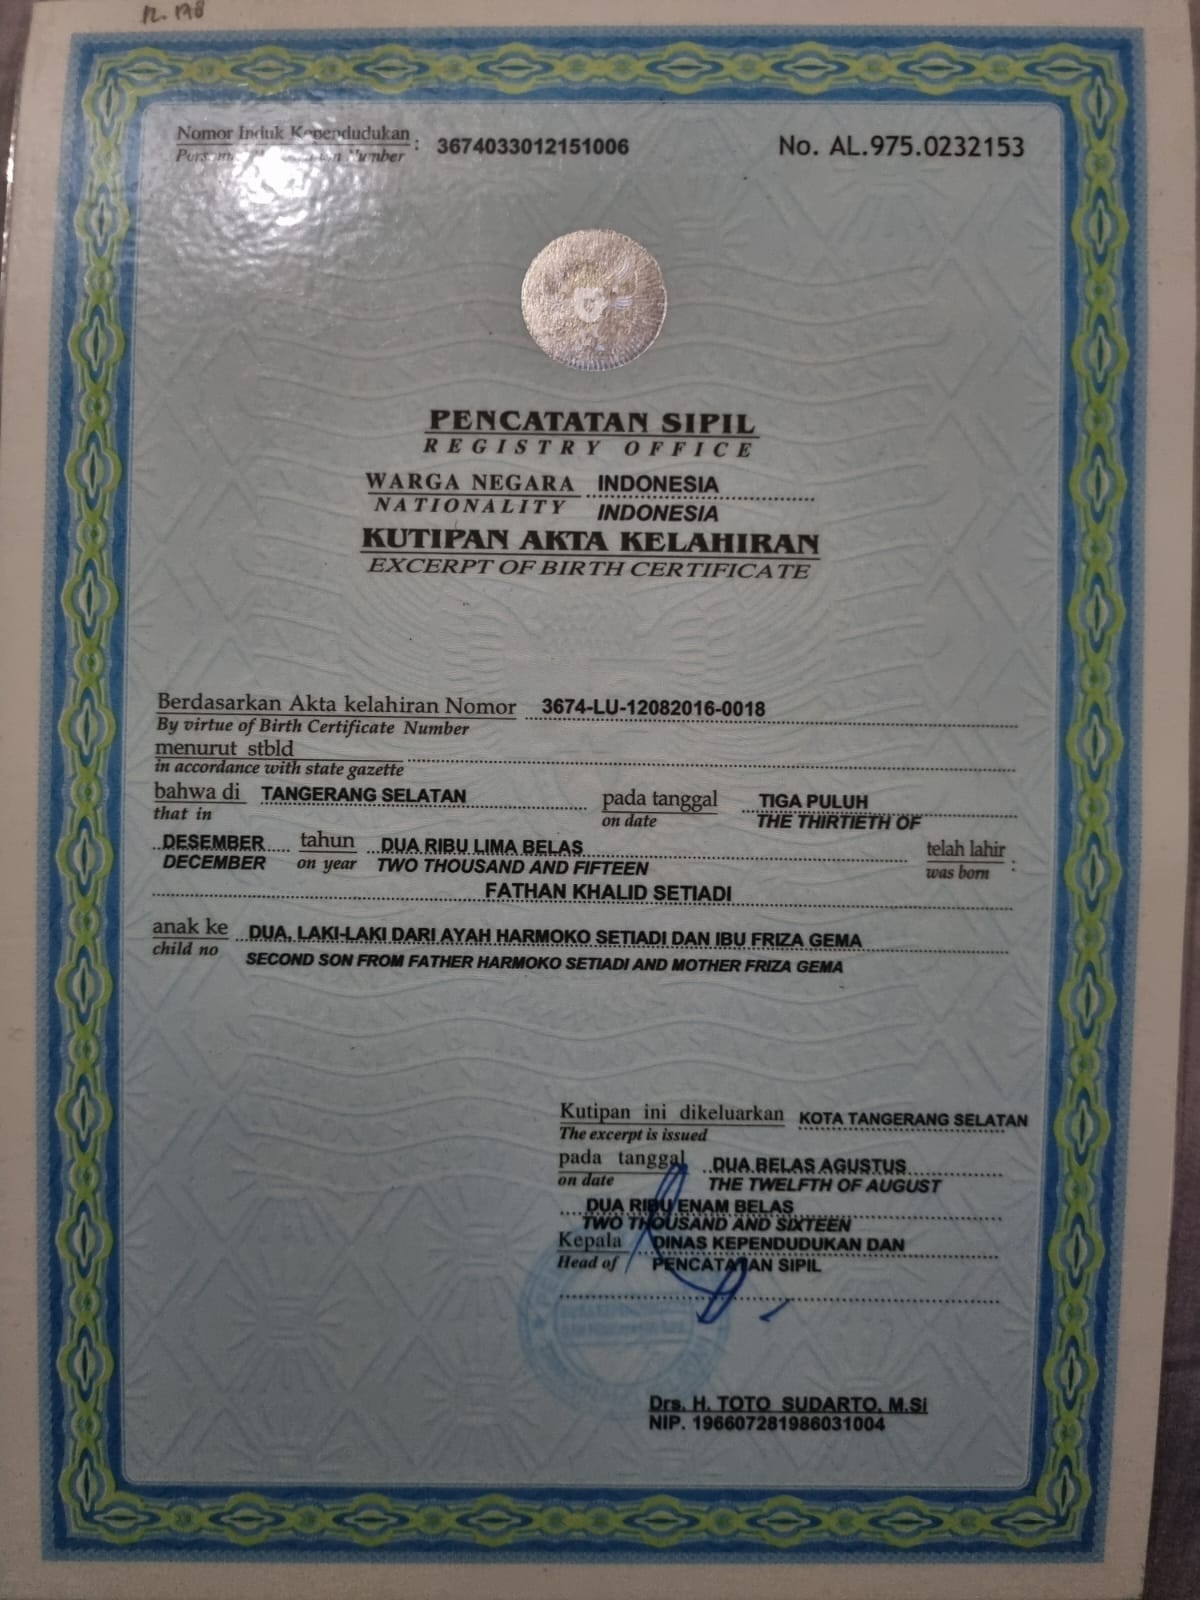 Nomor Induk Kependudukan : 3674033012151006
Number
No. AL.975.0232153
PENCATATAN SIPIL
REGISTRY OFFICE
WARGA NEGARA INDONESIA
NATIONALITY INDONESIA
KUTIPAN AKTA KELAHIRAN
EXCERPT OF BIRTH CERTIFICATE
Berdasarkan Akta kelahiran Nomor 3674-LU-12082016-0018
By virtue of Birth Certificate Number
menurut stbld
in accordance with state gazette
bahwa di TANGERANG SELATAN pada tanggal TIGA PULUH
that in on date THE THIRTIETH OF
DESEMBER tahun DUA RIBU LIMA BELAS telah lahir :
DECEMBER on year TWO THOUSAND AND FIFTEEN was born
FATHAN KHALID SETIADI
anak ke DUA, LAKI-LAKI DARI AYAH HARMOKO SETIADI DAN IBU FRIZA GEMA
child no SECOND SON FROM FATHER HARMOKO SETIADI AND MOTHER FRIZA GEMA
Kutipan ini dikeluarkan KOTA TANGERANG SELATAN
The excerpt is issued
pada tanggal DUA BELAS AGUSTUS
on date THE TWELFTH OF AUGUST
DUA RIBU ENAM BELAS
TWO THOUSAND AND SIXTEEN
Kepala DINAS KEPENDUDUKAN DAN
Head of PENCATATAN SIPIL
Drs. H. TOTO SUDARTO, M.Si
NIP. 196607281986031004